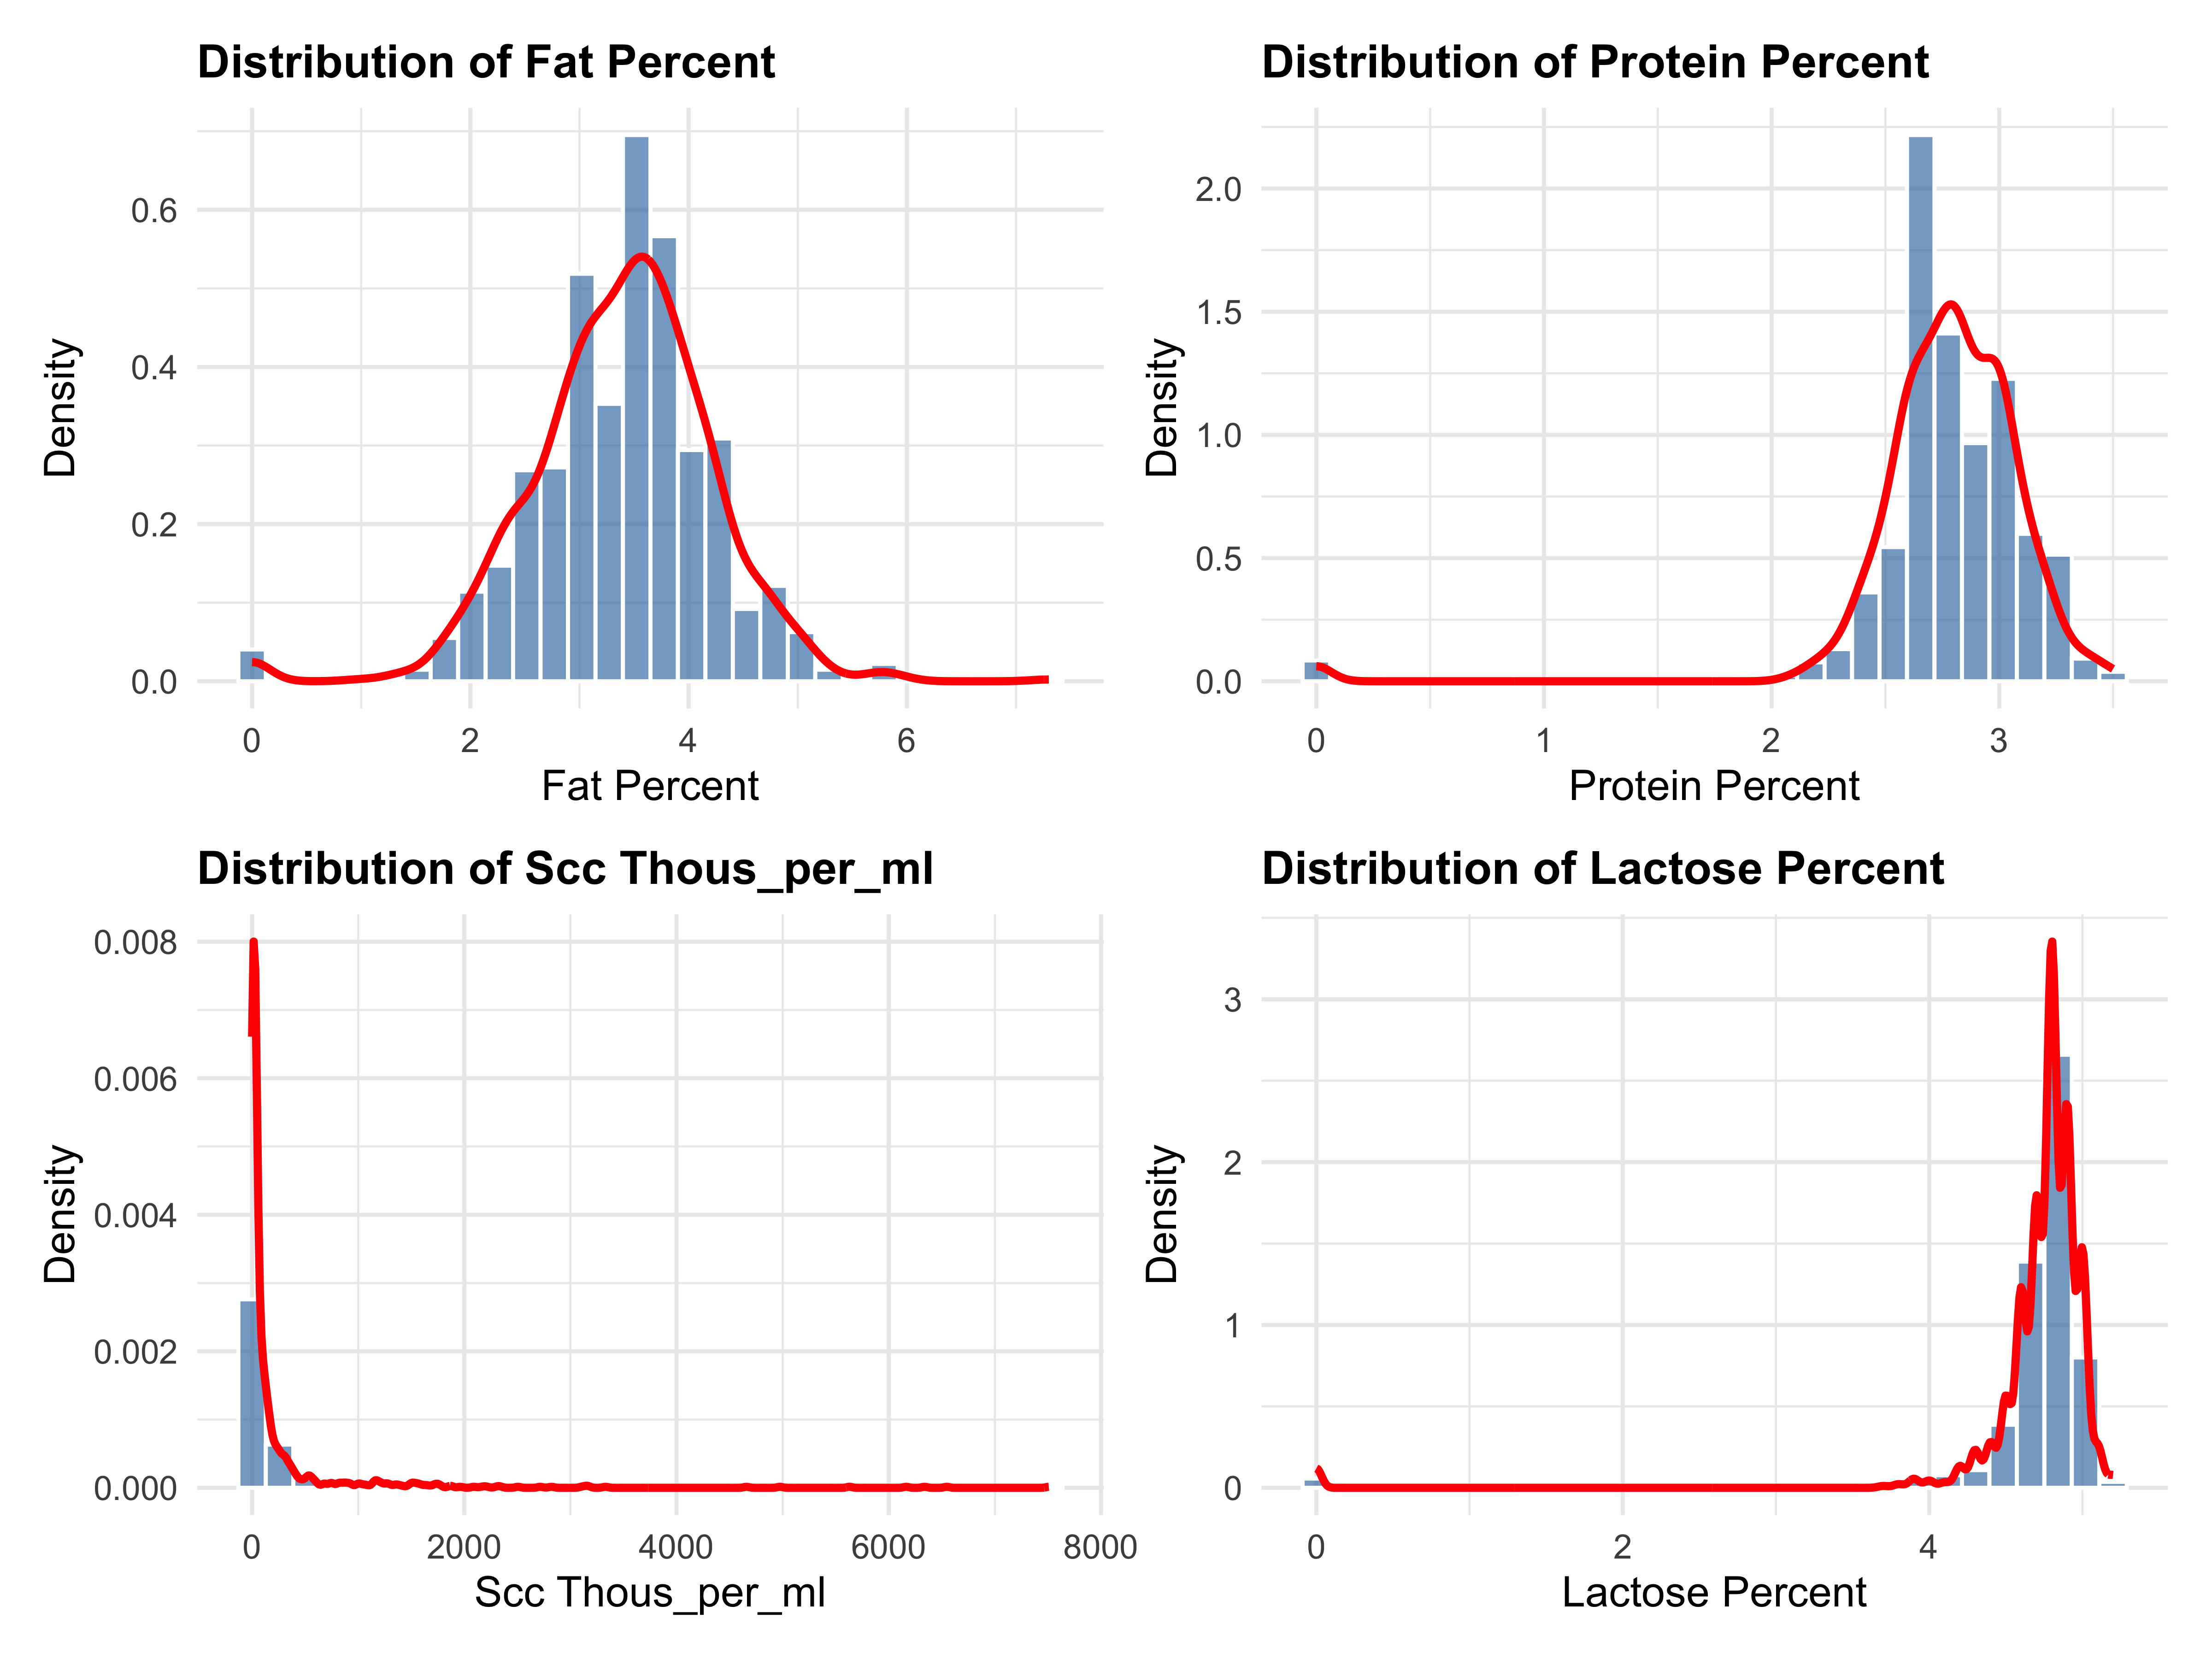 Distribution of Fat Percent
Density
0.6
0.4
0.2
0.0
0 2 4 6
Fat Percent
Distribution of Protein Percent
Density
2.0
1.5
1.0
0.5
0.0
0 1 2 3
Protein Percent
Distribution of Scc Thous_per_ml
Density
0.008
0.006
0.004
0.002
0.000
0 2000 4000 6000 8000
Scc Thous_per_ml
Distribution of Lactose Percent
Density
3
2
1
0
0 2 4
Lactose Percent